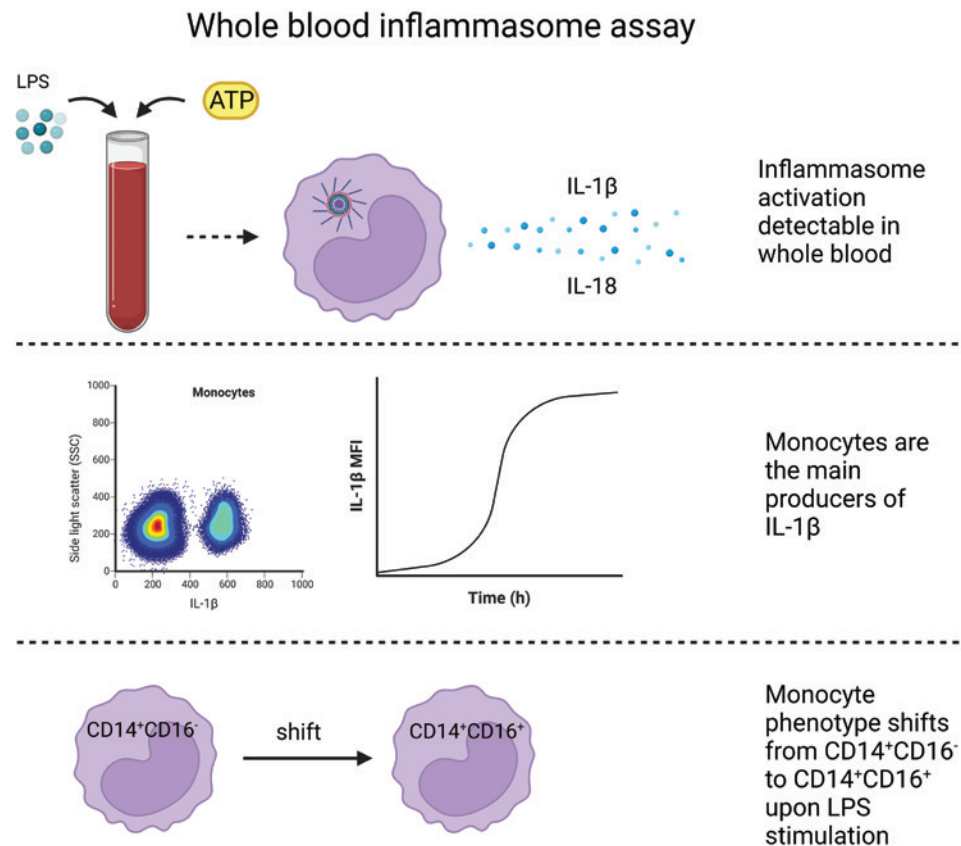 Whole blood inflammasome assay
LPS
ATP
IL-1β
IL-18
Inflammasome
activation
detectable in
whole blood
Monocytes
Side light scatter (SSC)
1000
800
600
400
200
0
0 200 400 600 800 1000
IL-1β
IL-1β MFI
Time (h)
Monocytes are
the main
producers of
IL-1β
CD14⁺CD16⁻
shift
CD14⁺CD16⁺
Monocyte
phenotype shifts
from CD14⁺CD16⁻
to CD14⁺CD16⁺
upon LPS
stimulation